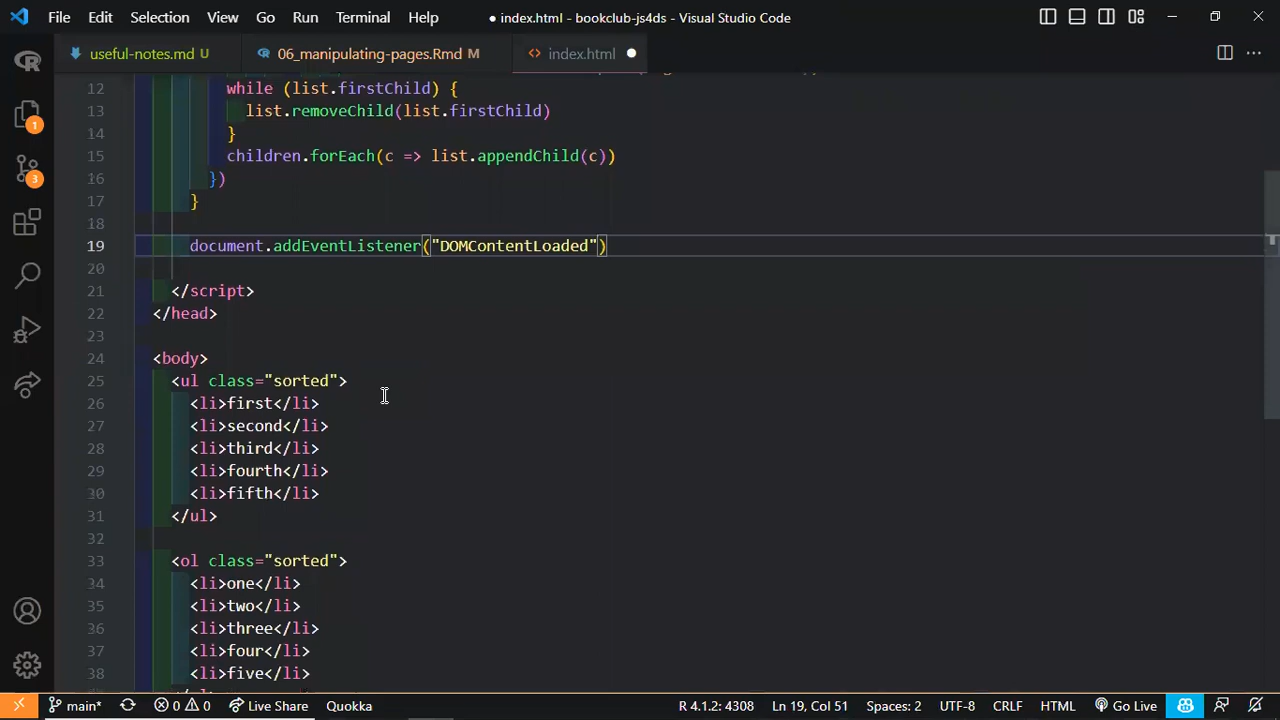 File Edit Selection View Go Run Terminal Help ● index.html - bookclub-js4ds - Visual Studio Code
useful-notes.md U 06_manipulating-pages.Rmd M <> index.html ●
12 while (list.firstChild) {
13 list.removeChild(list.firstChild)
14 }
15 children.forEach(c => list.appendChild(c))
16 })
17 }
18
19 document.addEventListener("DOMContentLoaded")
20
21 </script>
22 </head>
23
24 <body>
25 <ul class="sorted">
26 <li>first</li>
27 <li>second</li>
28 <li>third</li>
29 <li>fourth</li>
30 <li>fifth</li>
31 </ul>
32
33 <ol class="sorted">
34 <li>one</li>
35 <li>two</li>
36 <li>three</li>
37 <li>four</li>
38 <li>five</li>
1
3
main* 0 0 Live Share Quokka R 4.1.2: 4308 Ln 19, Col 51 Spaces: 2 UTF-8 CRLF HTML Go Live